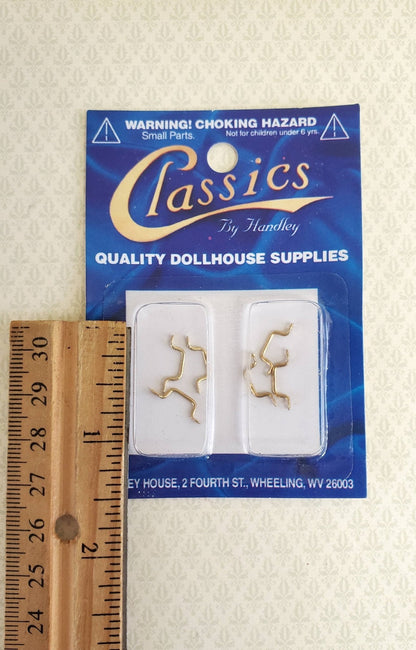 WARNING! CHOKING HAZARD
Small Parts. Not for children under 6 yrs.
Classics
By Handley
QUALITY DOLLHOUSE SUPPLIES
EY HOUSE, 2 FOURTH ST., WHEELING, WV 26003
30
29
28
27
26
25
24
1
2